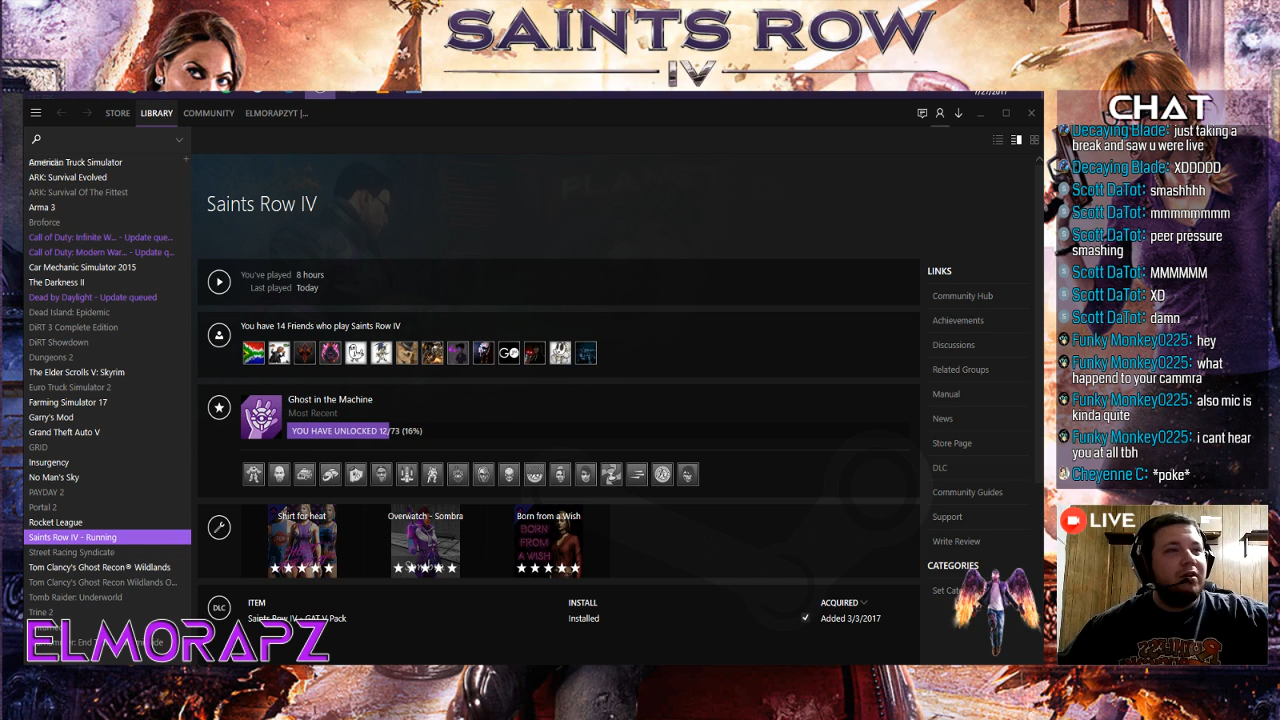 SAINTS ROW
IV
7/27/2017
STORE LIBRARY COMMUNITY ELMORAPZYT |...
American Truck Simulator
ARK: Survival Evolved
ARK: Survival Of The Fittest
Arma 3
Broforce
Call of Duty: Infinite W... - Update que...
Call of Duty: Modern War... - Update q...
Car Mechanic Simulator 2015
The Darkness II
Dead by Daylight - Update queued
Dead Island: Epidemic
DiRT 3 Complete Edition
DiRT Showdown
Dungeons 2
The Elder Scrolls V: Skyrim
Euro Truck Simulator 2
Farming Simulator 17
Garry's Mod
Grand Theft Auto V
GRID
Insurgency
No Man's Sky
PAYDAY 2
Portal 2
Rocket League
Saints Row IV - Running
Street Racing Syndicate
Tom Clancy's Ghost Recon® Wildlands
Tom Clancy's Ghost Recon Wildlands O...
Tomb Raider: Underworld
Trine 2
ELMORAPZ
Saints Row IV
You've played 8 hours
Last played Today
You have 14 Friends who play Saints Row IV
GO
Ghost in the Machine
Most Recent
YOU HAVE UNLOCKED 12/73 (16%)
Shirt for heat
Overwatch - Sombra
Born from a Wish
BORN
FROM
A WISH
DLC
ITEM INSTALL ACQUIRED
Saints Row IV - GAT V Pack Installed Added 3/3/2017
LINKS
Community Hub
Achievements
Discussions
Related Groups
Manual
News
Store Page
DLC
Community Guides
Support
Write Review
CATEGORIES
CHAT
Decaying Blade: just taking a
break and saw u were live
Decaying Blade: XDDDDD
Scott DaTot: smashhhh
Scott DaTot: mmmmmmm
Scott DaTot: peer pressure
smashing
Scott DaTot: MMMMMM
Scott DaTot: XD
Scott DaTot: damn
Funky Monkey0225: hey
Funky Monkey0225: what
happend to your cammra
Funky Monkey0225: also mic is
kinda quite
Funky Monkey0225: i cant hear
you at all tbh
Cheyenne C: *poke*
LIVE